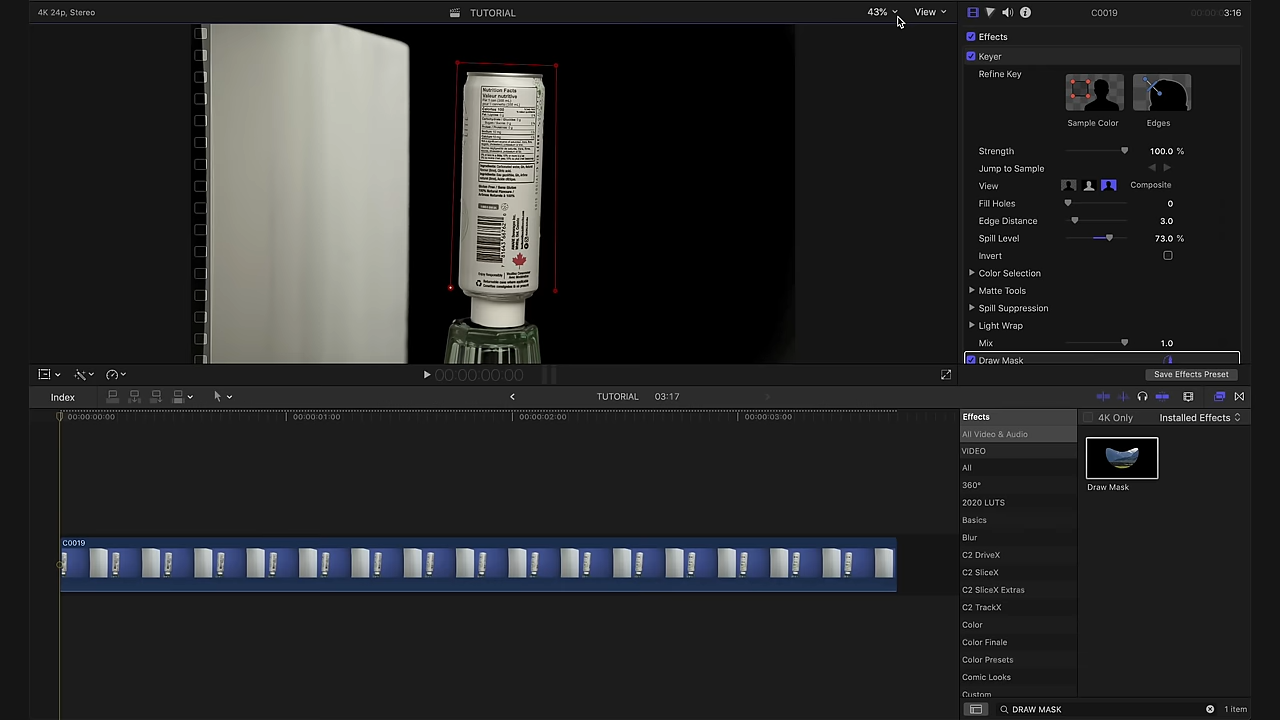 4K 24p, Stereo
TUTORIAL
43%
View
C0019
3:16
Effects
Keyer
Refine Key
Sample Color
Edges
Strength
100.0 %
Jump to Sample
View
Composite
Fill Holes
0
Edge Distance
3.0
Spill Level
73.0 %
Invert
Color Selection
Matte Tools
Spill Suppression
Light Wrap
Mix
1.0
Draw Mask
Save Effects Preset
Nutrition Facts
Valeur nutritive
00:00:00:00
Index
TUTORIAL
03:17
00:00:00:00
00:00:01:00
00:00:02:00
00:00:03:00
C0019
Effects
4K Only
Installed Effects
All Video & Audio
VIDEO
All
360°
2020 LUTS
Basics
Blur
C2 DriveX
C2 SliceX
C2 SliceX Extras
C2 TrackX
Color
Color Finale
Color Presets
Comic Looks
Custom
Draw Mask
DRAW MASK
1 item